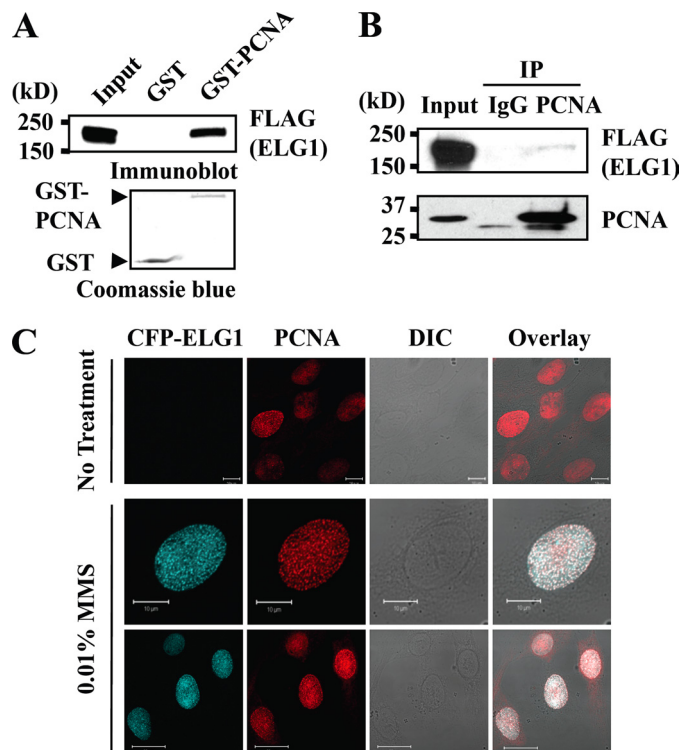 A
Input
GST
GST-PCNA
(kD)
250
150
FLAG
(ELG1)
Immunoblot
GST-
PCNA
GST
Coomassie blue
B
IP
(kD)
Input IgG PCNA
250
150
FLAG
(ELG1)
37
25
PCNA
C
CFP-ELG1 PCNA DIC Overlay
No Treatment
0.01% MMS
10 µm
10 µm
10 µm
10 µm